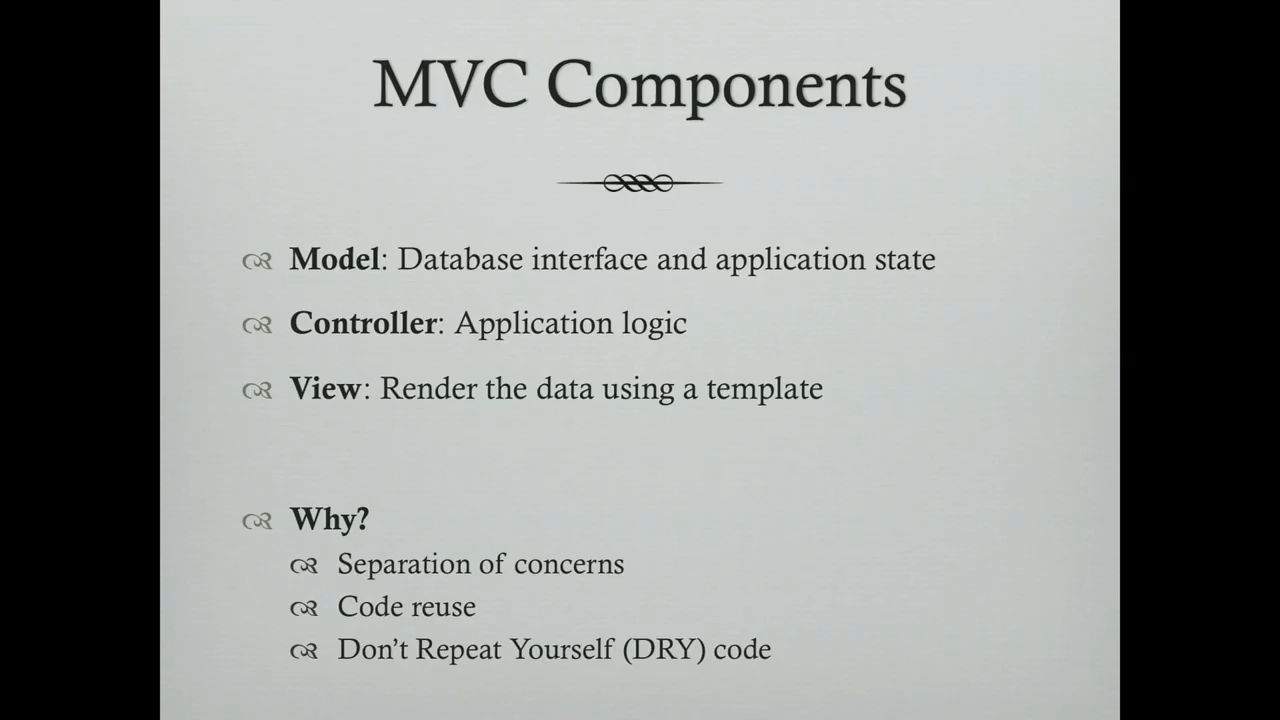 MVC Components
Model: Database interface and application state
Controller: Application logic
View: Render the data using a template
Why?
Separation of concerns
Code reuse
Don’t Repeat Yourself (DRY) code